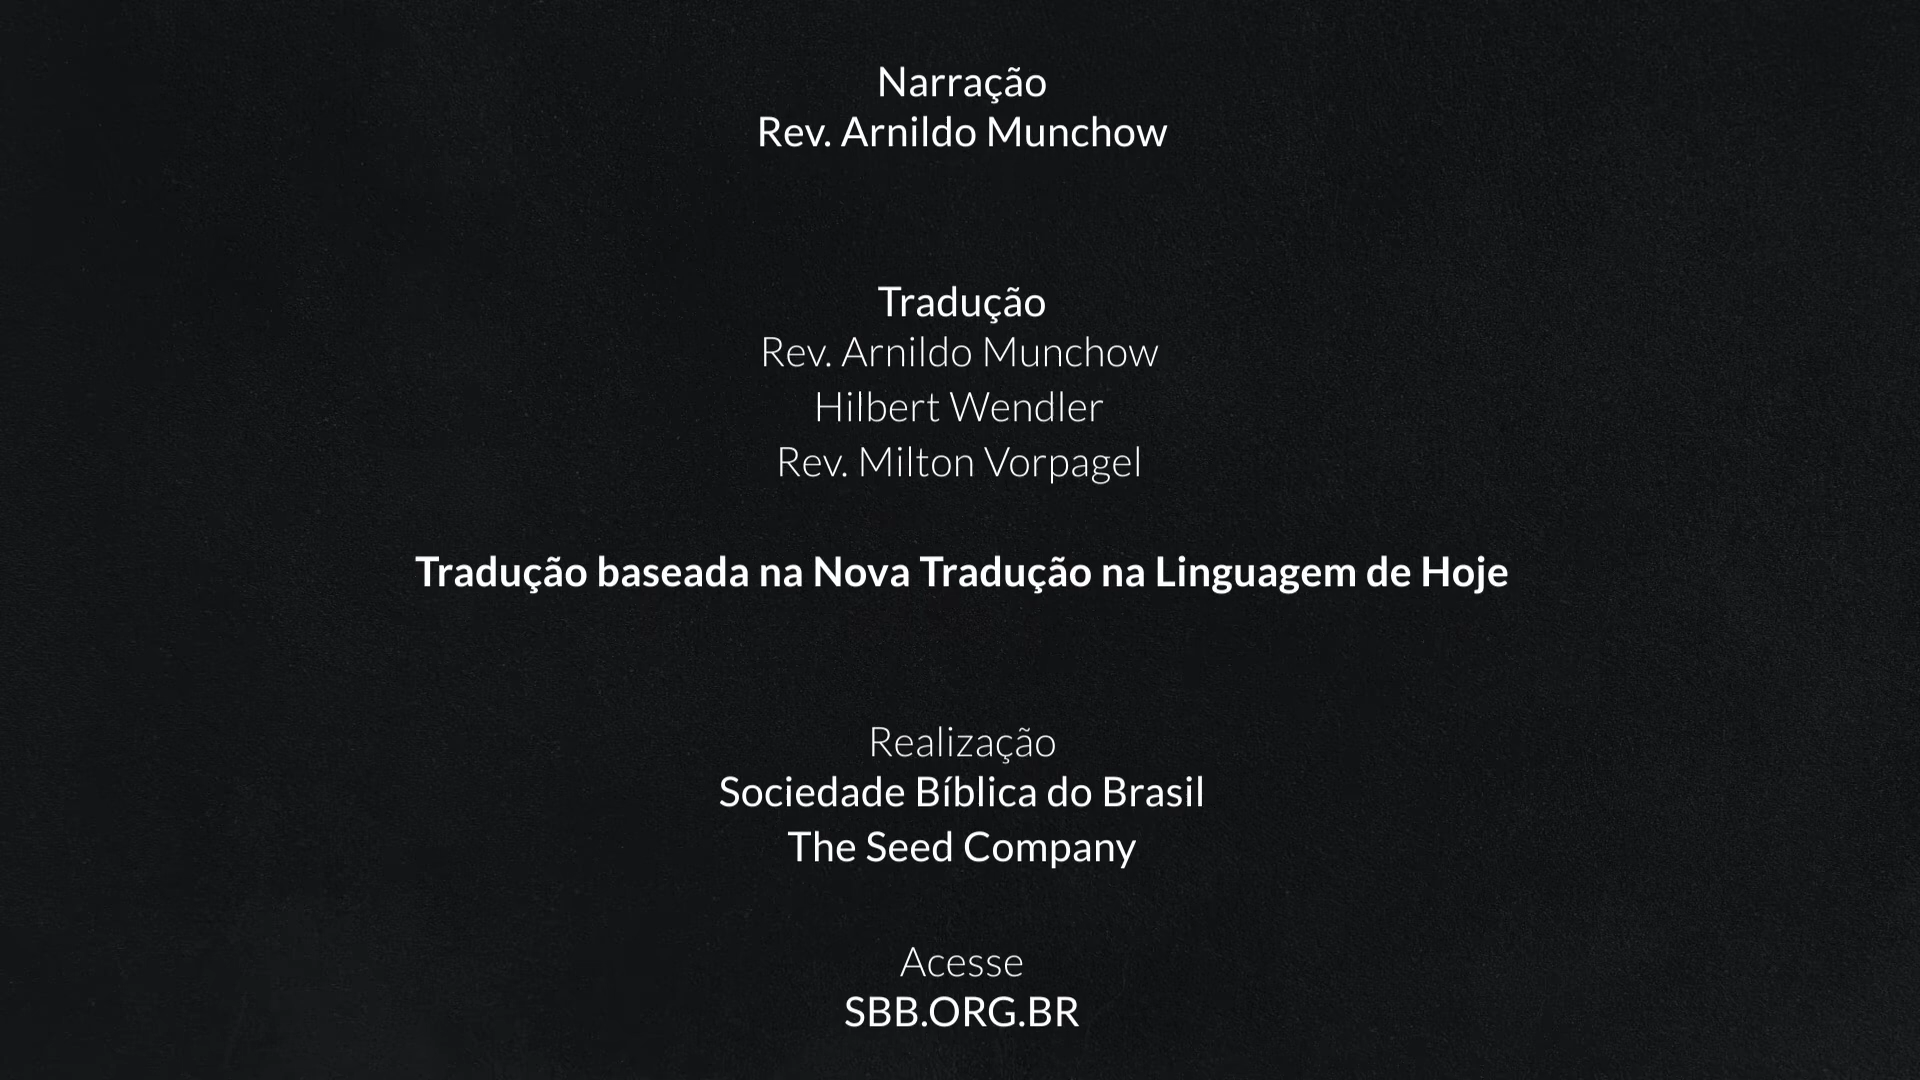 Narração
Rev. Arnildo Munchow
Tradução
Rev. Arnildo Munchow
Hilbert Wendler
Rev. Milton Vorpagel
Tradução baseada na Nova Tradução na Linguagem de Hoje
Realização
Sociedade Bíblica do Brasil
The Seed Company
Acesse
SBB.ORG.BR